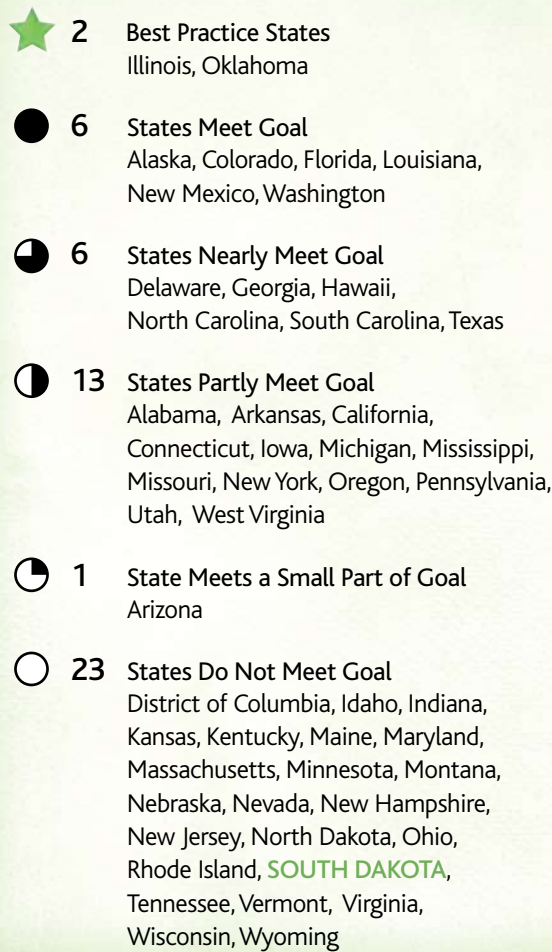 2 Best Practice States
Illinois, Oklahoma
6 States Meet Goal
Alaska, Colorado, Florida, Louisiana,
New Mexico, Washington
6 States Nearly Meet Goal
Delaware, Georgia, Hawaii,
North Carolina, South Carolina, Texas
13 States Partly Meet Goal
Alabama, Arkansas, California,
Connecticut, Iowa, Michigan, Mississippi,
Missouri, New York, Oregon, Pennsylvania,
Utah, West Virginia
1 State Meets a Small Part of Goal
Arizona
23 States Do Not Meet Goal
District of Columbia, Idaho, Indiana,
Kansas, Kentucky, Maine, Maryland,
Massachusetts, Minnesota, Montana,
Nebraska, Nevada, New Hampshire,
New Jersey, North Dakota, Ohio,
Rhode Island, SOUTH DAKOTA,
Tennessee, Vermont, Virginia,
Wisconsin, Wyoming